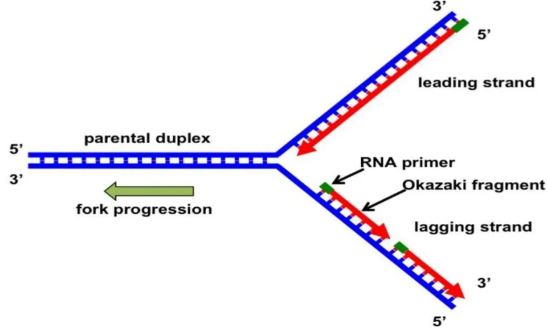 3'
5'
leading strand
parental duplex
5'
3'
RNA primer
Okazaki fragment
fork progression
lagging strand
3'
5'